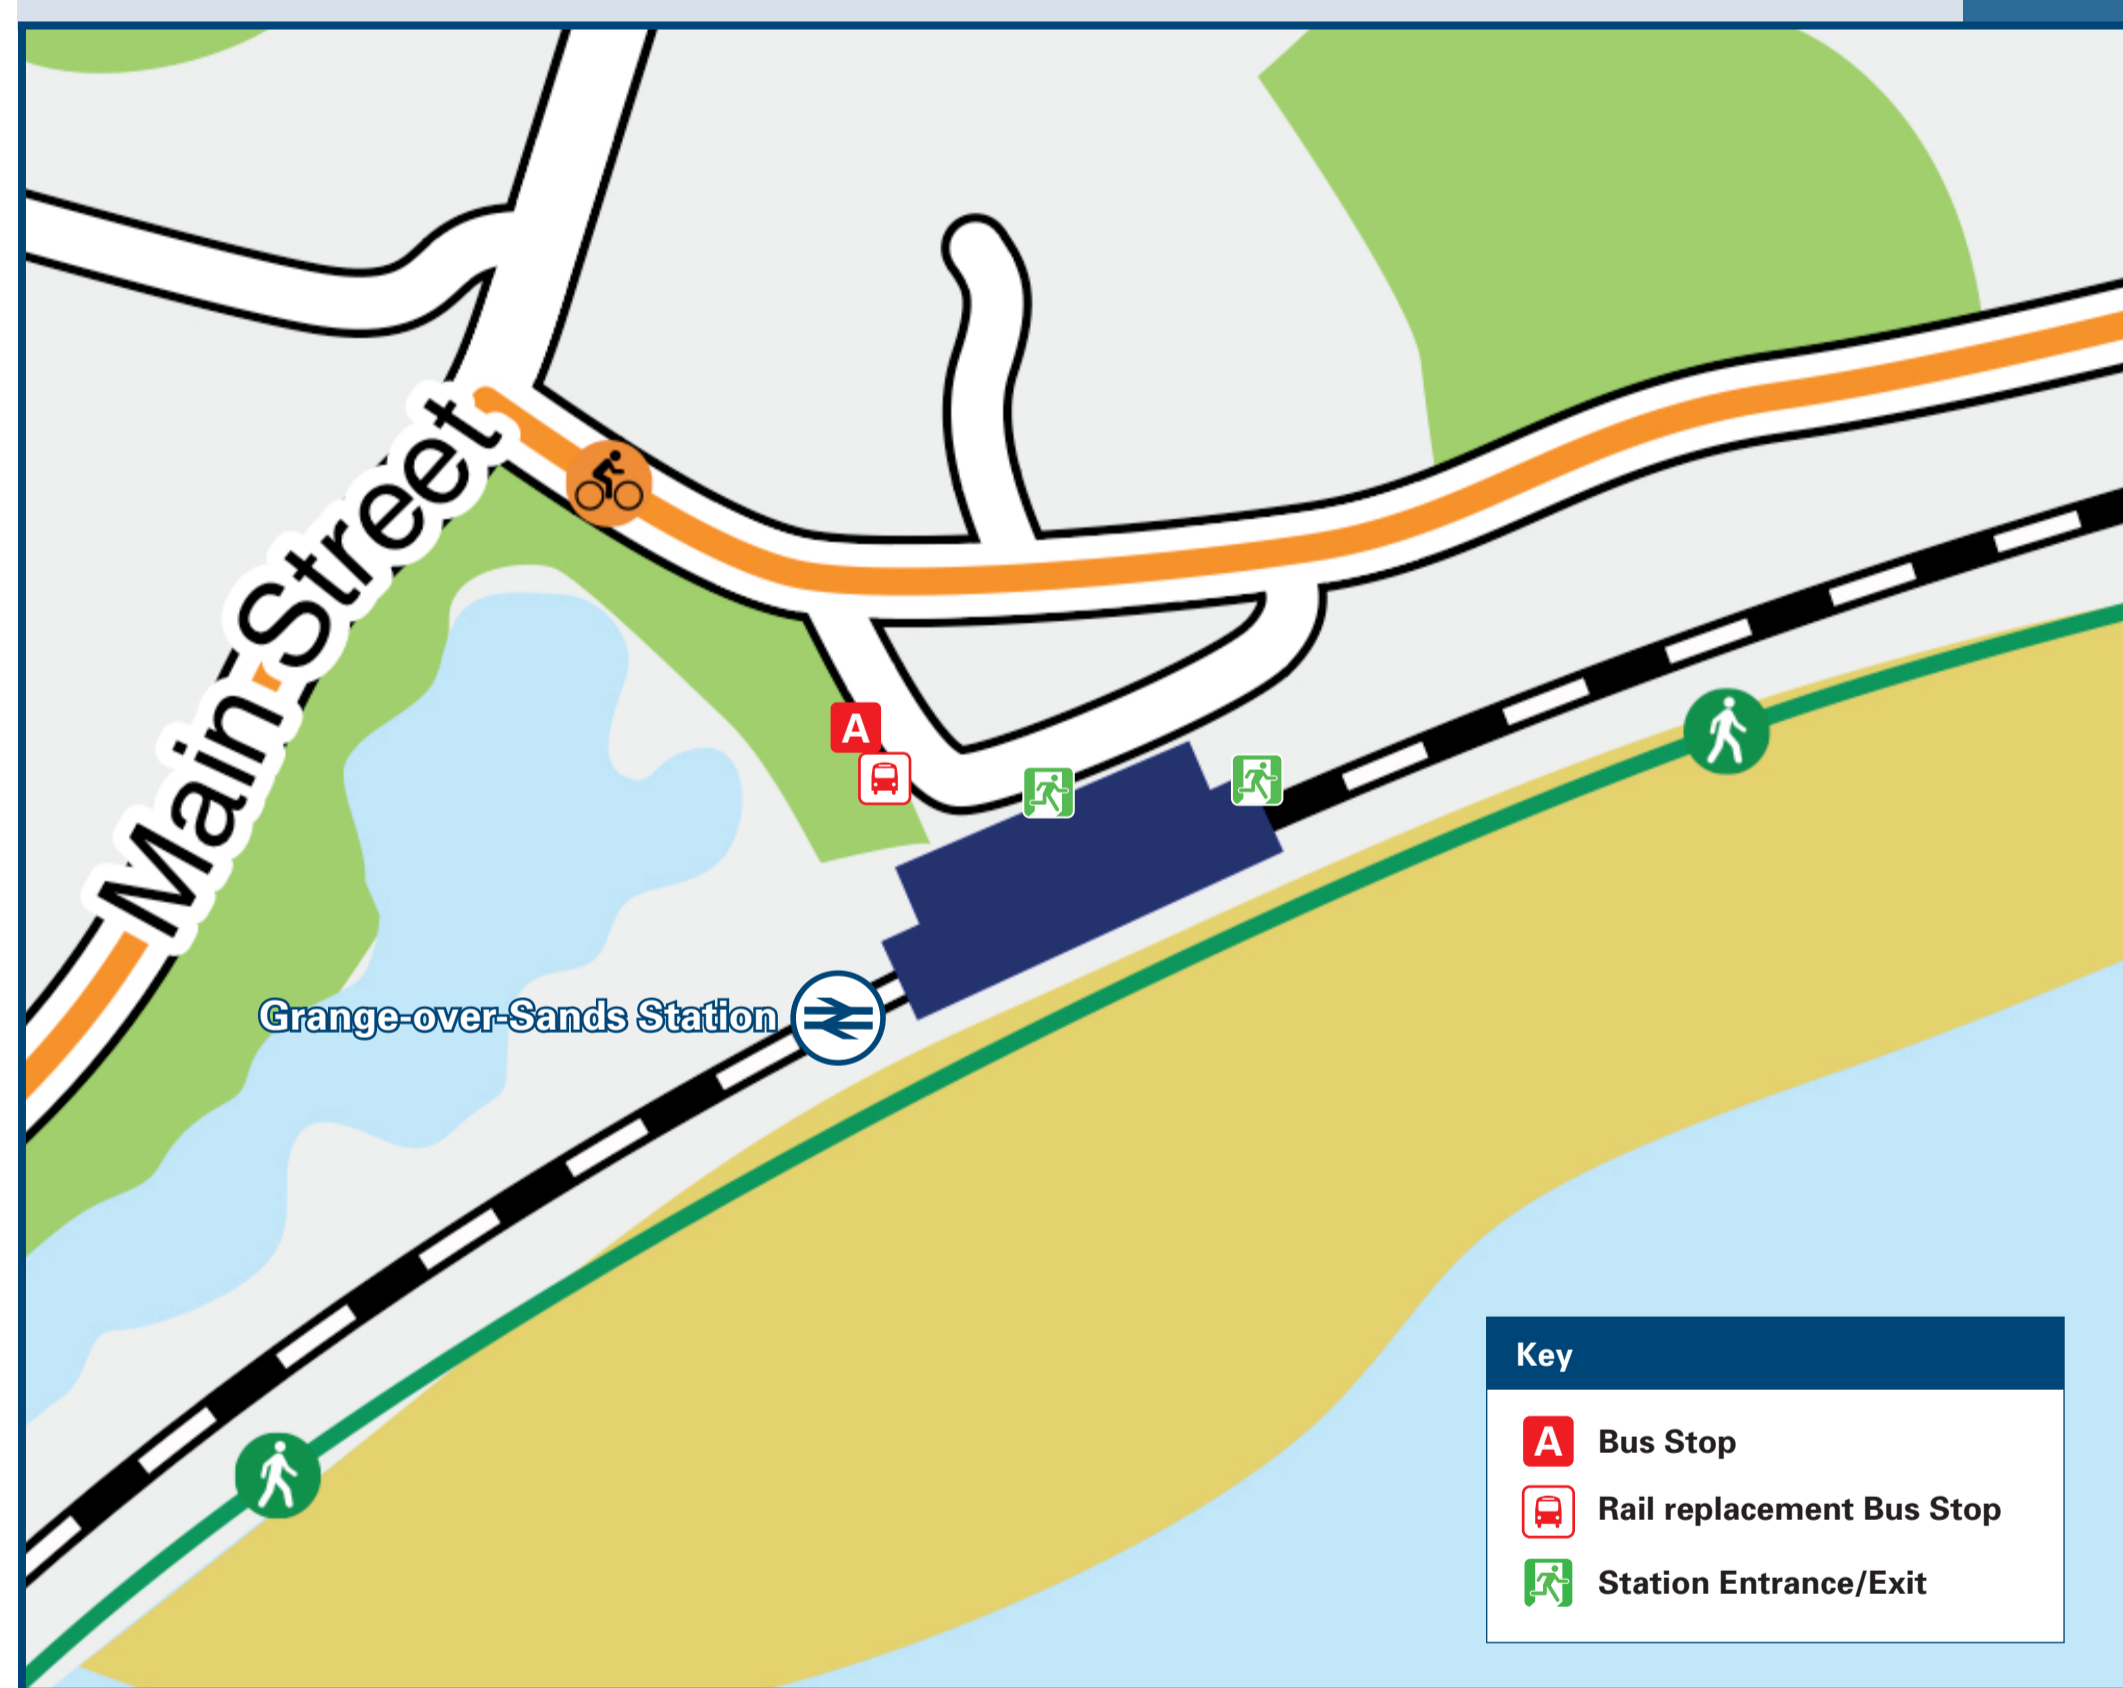 Main Street
A
Grange-over-Sands Station
Key
A Bus Stop
Rail replacement Bus Stop
Station Entrance/Exit